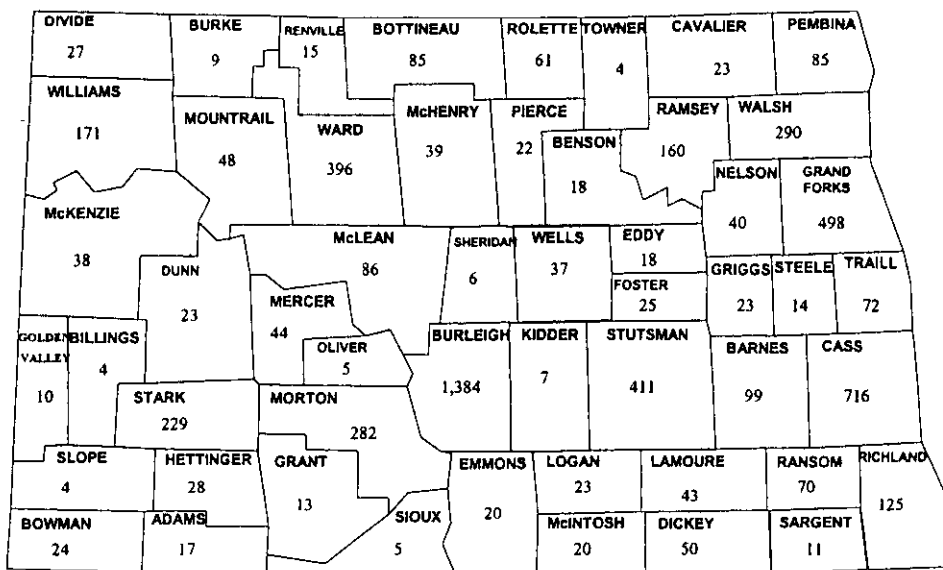 DIVIDE
27
BURKE
9
RENVILLE
15
BOTTINEAU
85
ROLETTE
61
TOWNER
4
CAVALIER
23
PEMBINA
85
WILLIAMS
171
MOUNTRAIL
48
WARD
396
McHENRY
39
PIERCE
22
BENSON
18
RAMSEY
160
WALSH
290
NELSON
40
GRAND
FORKS
498
McKENZIE
38
DUNN
23
McLEAN
86
MERCER
44
OLIVER
5
SHERIDAN
6
WELLS
37
EDDY
18
FOSTER
25
GRIGGS
23
STEELE
14
TRAILL
72
GOLDEN
VALLEY
10
BILLINGS
4
STARK
229
MORTON
282
BURLEIGH
1,384
KIDDER
7
STUTSMAN
411
BARNES
99
CASS
716
SLOPE
4
HETTINGER
28
GRANT
13
SIOUX
5
EMMONS
20
LOGAN
23
LAMOURE
43
RANSOM
70
RICHLAND
125
BOWMAN
24
ADAMS
17
McINTOSH
20
DICKEY
50
SARGENT
11